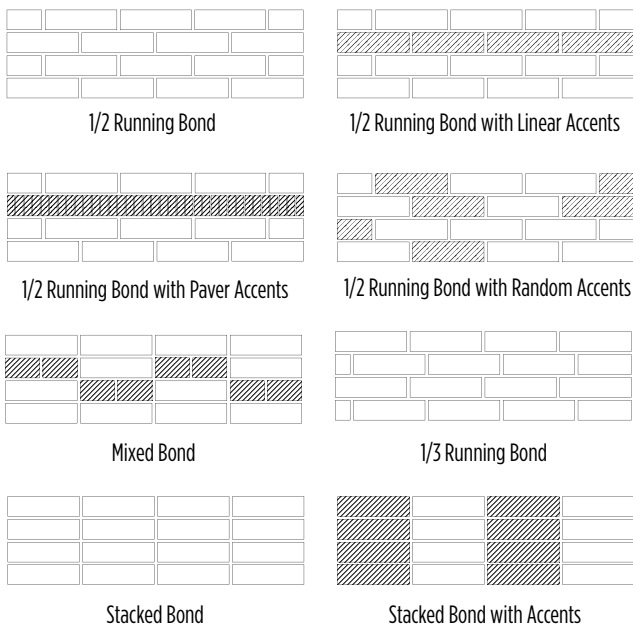 1/2 Running Bond
1/2 Running Bond with Linear Accents
1/2 Running Bond with Paver Accents
1/2 Running Bond with Random Accents
Mixed Bond
1/3 Running Bond
Stacked Bond
Stacked Bond with Accents